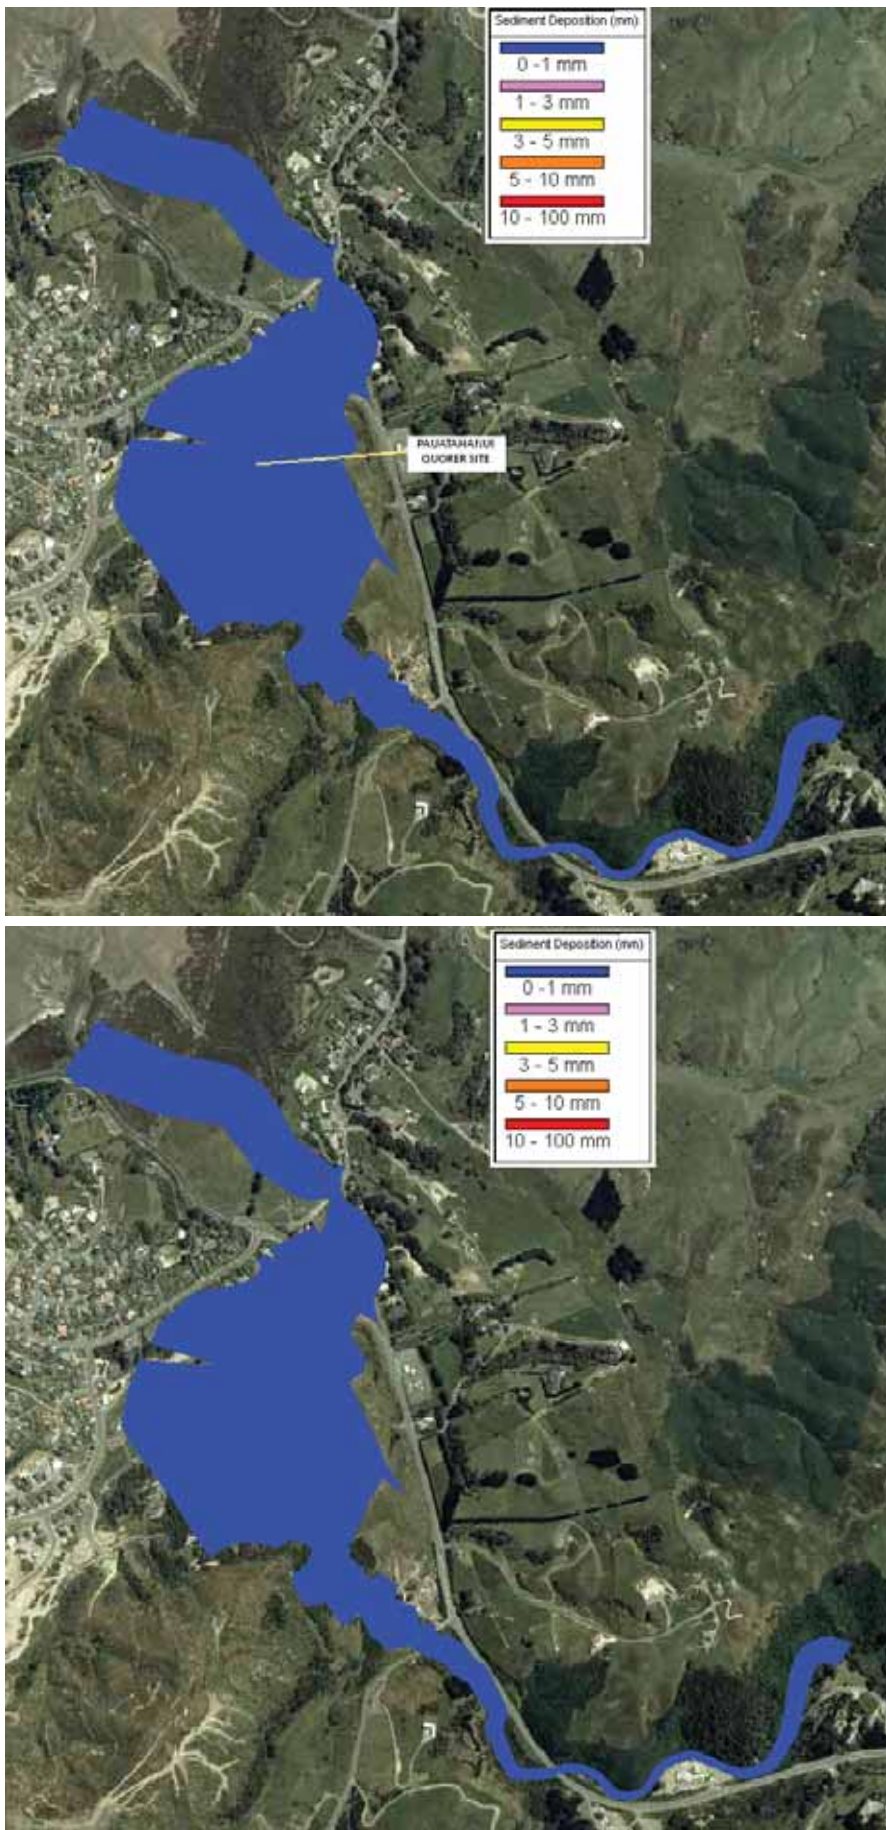 Sediment Deposition (mm)
0 -1 mm
1 - 3 mm
3 - 5 mm
5 - 10 mm
10 - 100 mm
PAUATAHANUI
QUORER SITE
Sediment Deposition (mm)
0 -1 mm
1 - 3 mm
3 - 5 mm
5 - 10 mm
10 - 100 mm